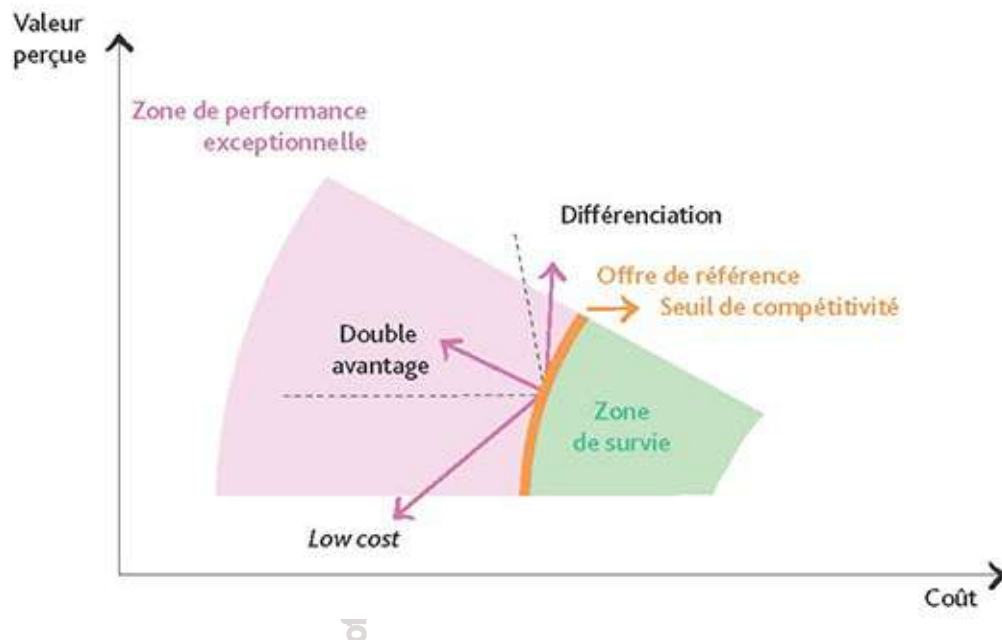 Valeur
perçue
Zone de performance
exceptionnelle
Différenciation
Offre de référence
Seuil de compétitivité
Double
avantage
Zone
de survie
Low cost
Coût